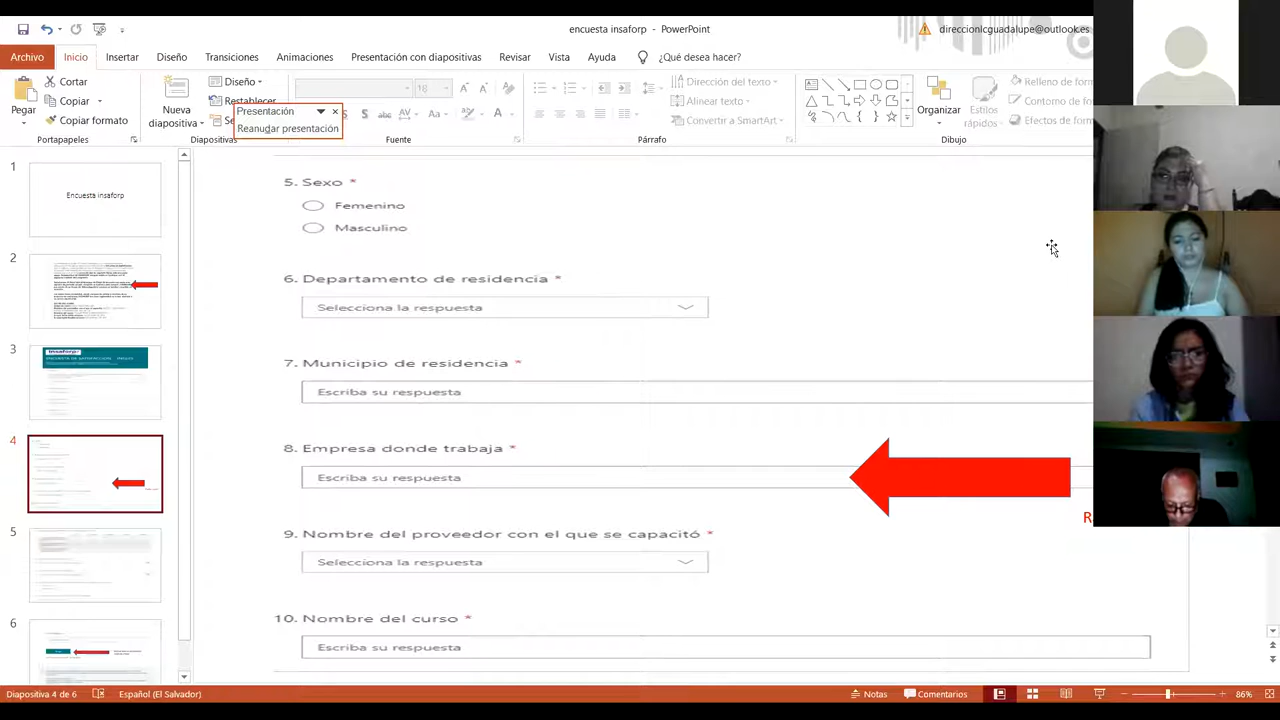 encuesta insaforp - PowerPoint
direccionlcguadalupe@outlook.es
Archivo Inicio Insertar Diseño Transiciones Animaciones Presentación con diapositivas Revisar Vista Ayuda ¿Qué desea hacer?
Pegar
Cortar
Copiar
Copiar formato
Portapapeles
Nueva
diapositiva
Diseño
Restablecer
Diapositivas
Presentación
Reanudar presentación
18
Fuente
Dirección del texto
Alinear texto
Convertir a SmartArt
Párrafo
Organizar
Estilos
rápidos
Relleno de
Contorno de
Efectos de
Dibujo
1
Encuesta insaforp
2
3
insaforp
4
5
6
5. Sexo *
Femenino
Masculino
6. Departamento de residencia *
Selecciona la respuesta
7. Municipio de residencia *
Escriba su respuesta
8. Empresa donde trabaja *
Escriba su respuesta
R
9. Nombre del proveedor con el que se capacitó *
Selecciona la respuesta
10. Nombre del curso *
Escriba su respuesta
Diapositiva 4 de 6 Español (El Salvador) Notas Comentarios 86%